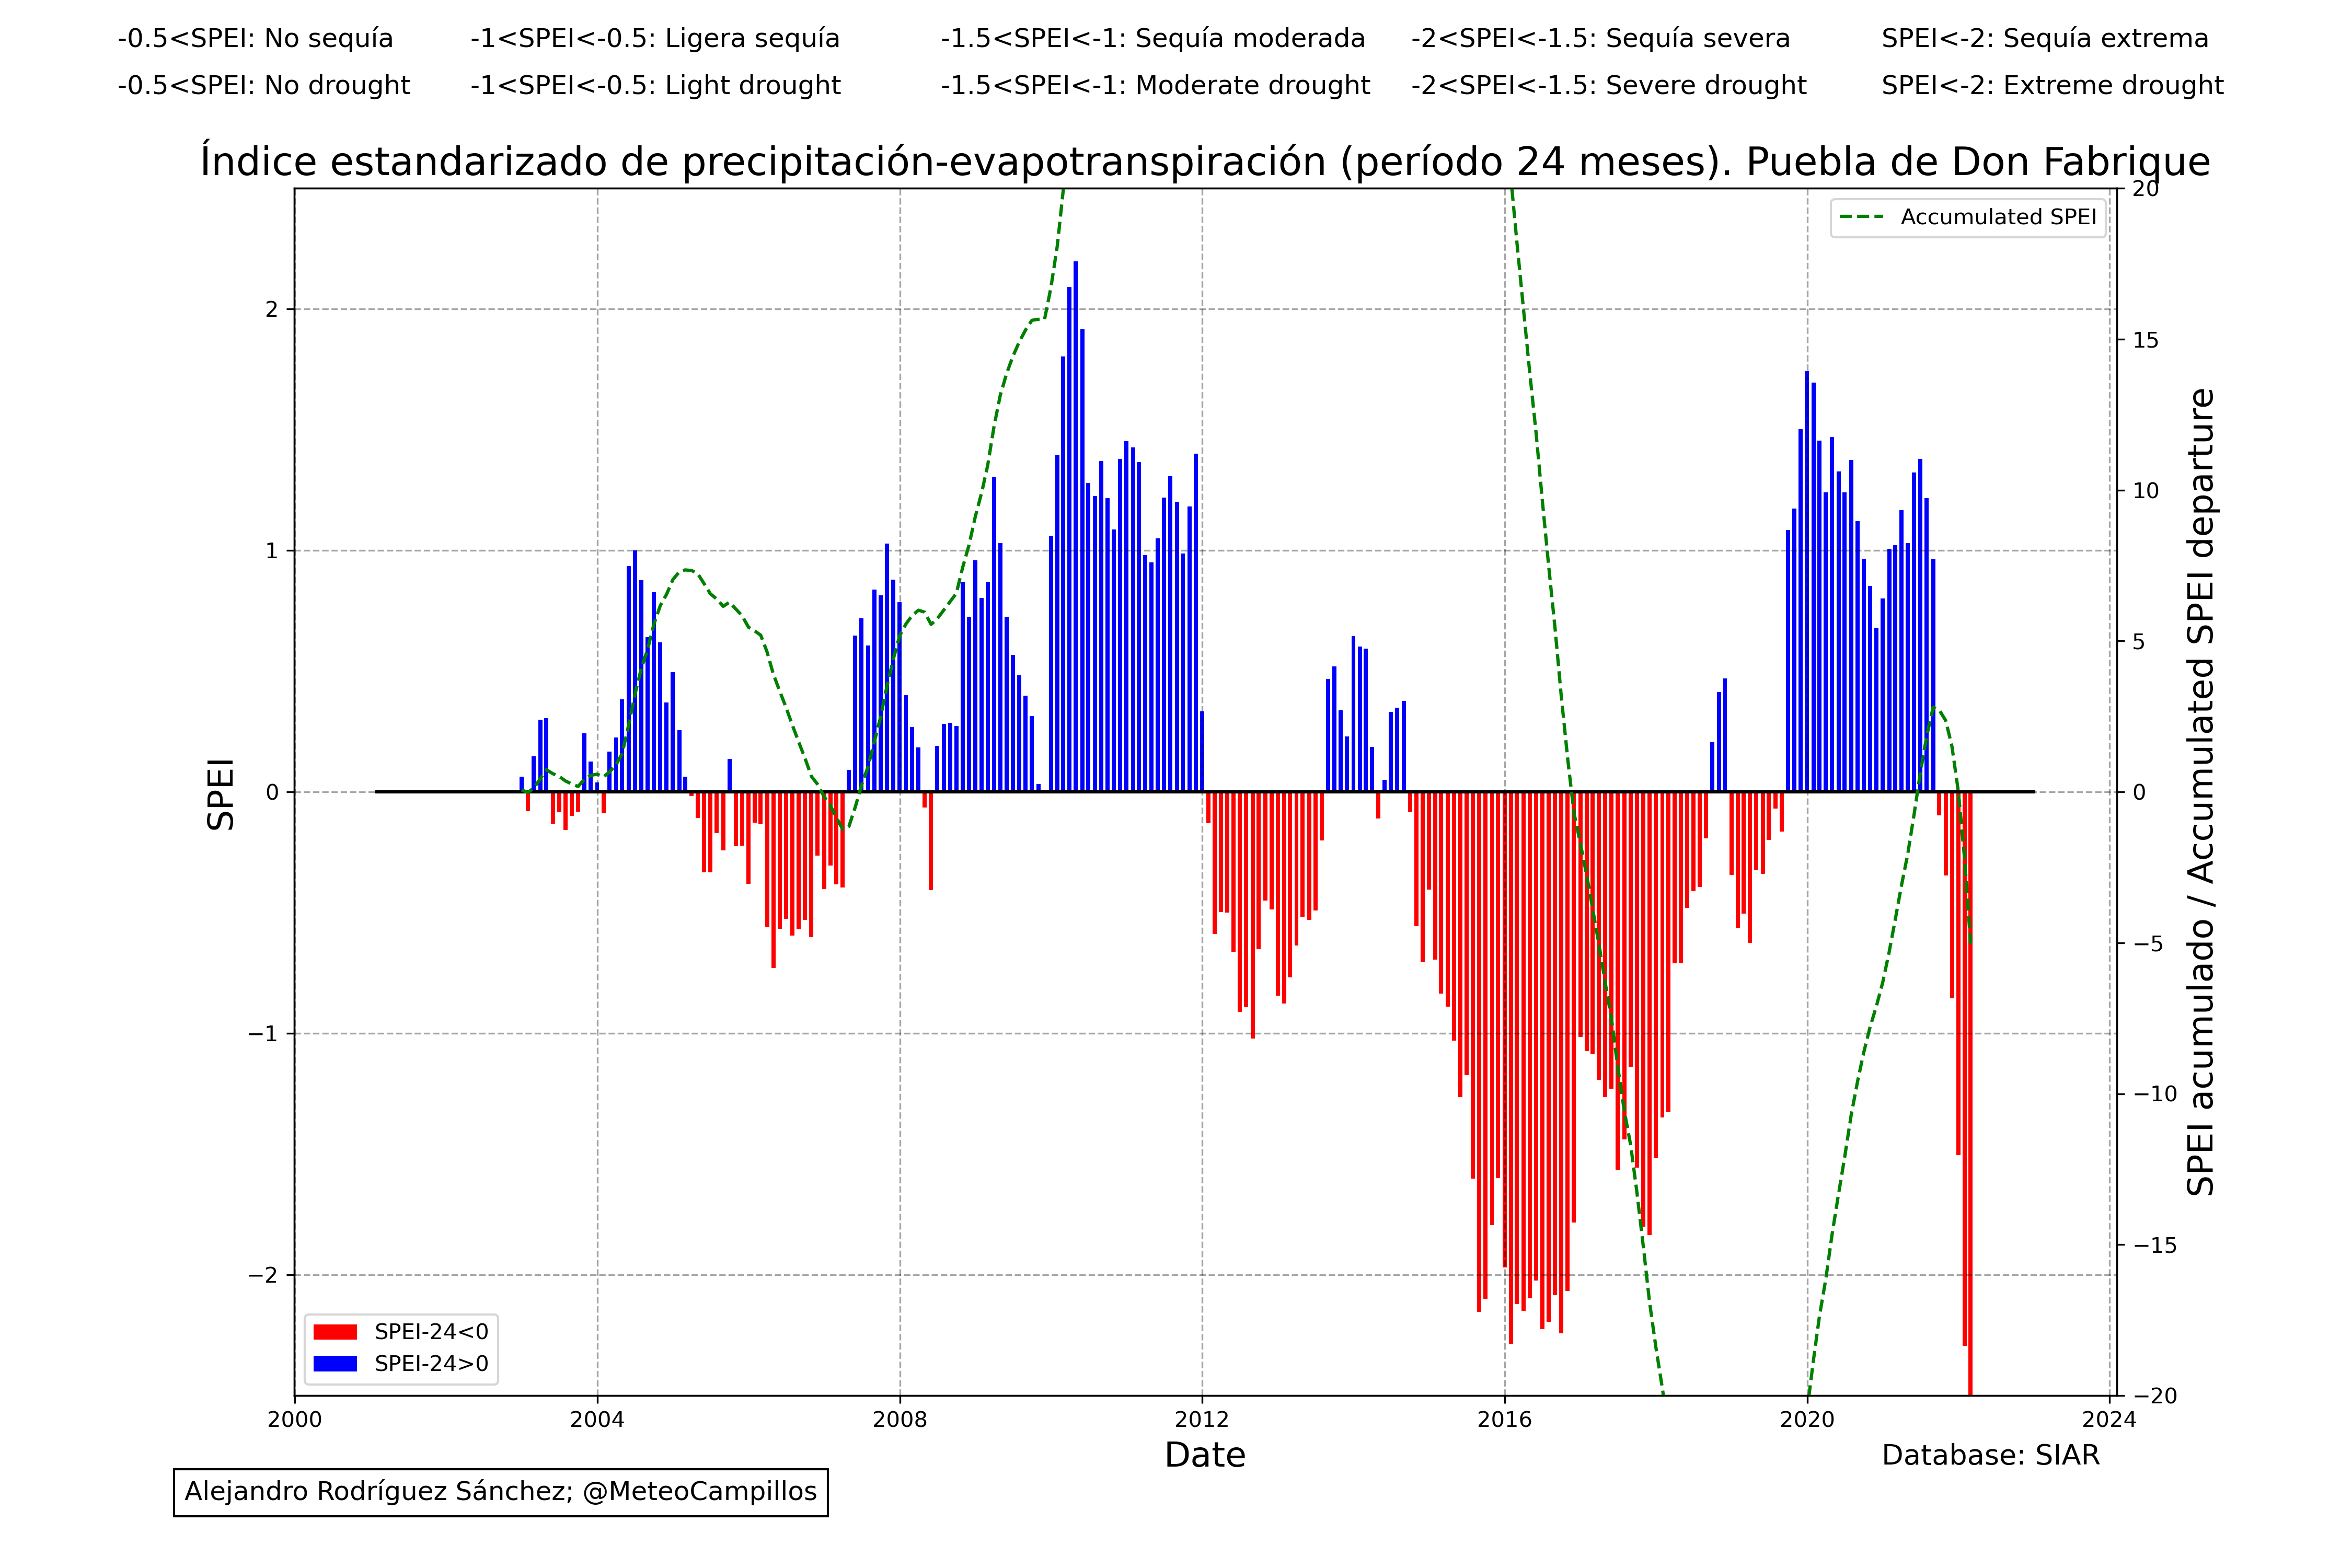 -0.5<SPEI: No sequía -1<SPEI<-0.5: Ligera sequía -1.5<SPEI<-1: Sequía moderada -2<SPEI<-1.5: Sequía severa SPEI<-2: Sequía extrema
-0.5<SPEI: No drought -1<SPEI<-0.5: Light drought -1.5<SPEI<-1: Moderate drought -2<SPEI<-1.5: Severe drought SPEI<-2: Extreme drought
Índice estandarizado de precipitación-evapotranspiración (período 24 meses). Puebla de Don Fabrique
Accumulated SPEI
2
1
0
−1
−2
SPEI
20
15
10
5
0
−5
−10
−15
−20
SPEI acumulado / Accumulated SPEI departure
SPEI-24<0
SPEI-24>0
2000 2004 2008 2012 2016 2020 2024
Date
Database: SIAR
Alejandro Rodríguez Sánchez; @MeteoCampillos